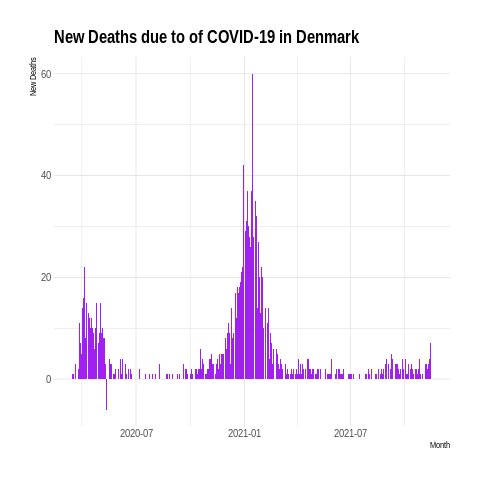 New Deaths due to of COVID-19 in Denmark
New Deaths
60
40
20
0
2020-07
2021-01
2021-07
Month